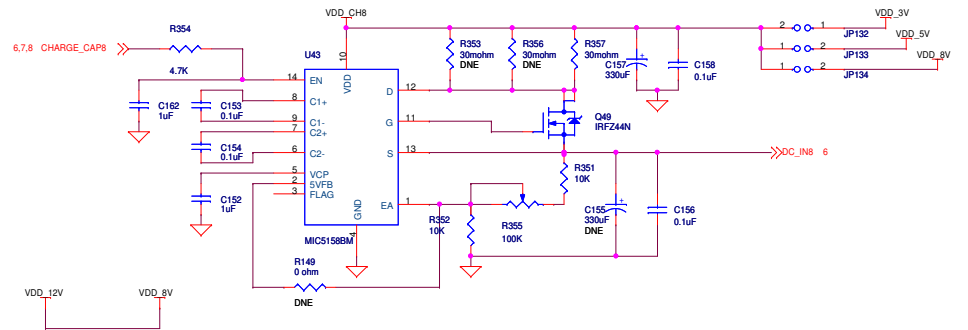 VDD_CH8
VDD_3V
VDD_5V
VDD_8V
2 1
JP132
1 2
JP133
1 2
JP134
6,7,8 CHARGE_CAP8
R354
4.7K
U43
10
VDD
14 EN
8 C1+
9 C1-
7 C2+
6 C2-
5 VCP
2 5VFB
3 FLAG
D 12
G 11
S 13
EA 1
GND
4
MIC5158BM
C162
1uF
C153
0.1uF
C154
0.1uF
C152
1uF
R353
30mohm
DNE
R356
30mohm
DNE
R357
30mohm
C157
330uF
C158
0.1uF
Q49
IRFZ44N
DC_IN8 6
R351
10K
R352
10K
R355
100K
C155
330uF
DNE
C156
0.1uF
R149
0 ohm
DNE
VDD_12V
VDD_8V